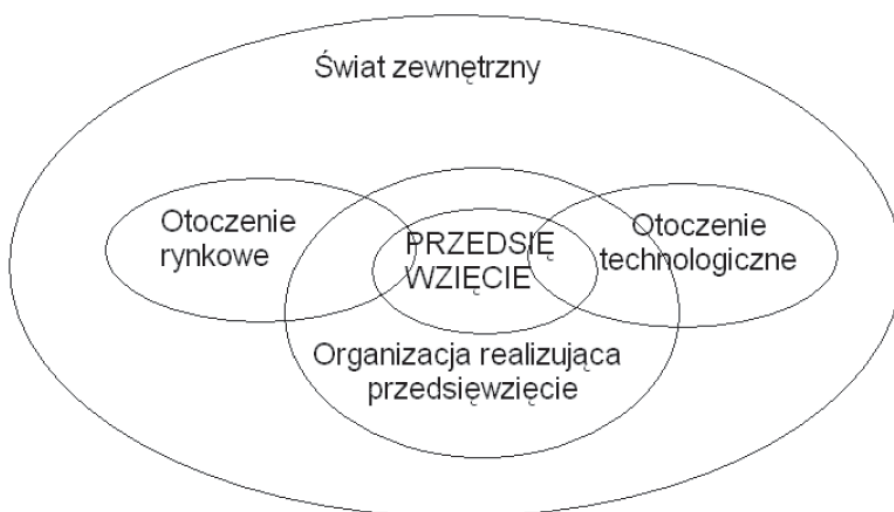 Świat zewnętrzny
Otoczenie
rynkowe
PRZEDSIĘ
WZIĘCIE
Otoczenie
technologiczne
Organizacja realizująca
przedsięwzięcie